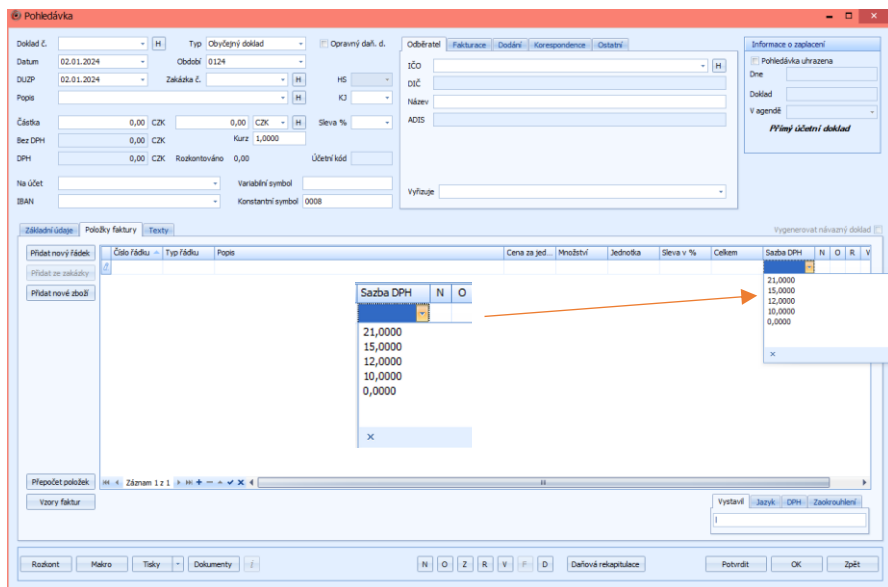 Pohledávka
Doklad č. H Typ Obyčejný doklad Opravný daň. d.
Datum 02.01.2024 Období 0124
DUZP 02.01.2024 Zakázka č. H HS
Popis H KJ
Částka 0,00 CZK 0,00 CZK H Sleva %
Bez DPH 0,00 CZK Kurz 1,0000
DPH 0,00 CZK Rozkontováno 0,00 Účetní kód
Na účet Variabilní symbol
IBAN Konstantní symbol 0008
Odběratel Fakturace Dodání Korespondence Ostatní
IČO H
DIČ
Název
ADIS
Vyřizuje
Informace o zaplacení
Pohledávka uhrazena
Dne
Doklad
V agendě
Přímý účetní doklad
Základní údaje Položky faktury Texty Vygenerovat návazný doklad
Přidat nový řádek
Přidat ze zakázky
Přidat nové zboží
Číslo řádku Typ řádku Popis Cena za jed... Množství Jednotka Sleva v % Celkem Sazba DPH N O R V
21,0000
15,0000
12,0000
10,0000
0,0000
Sazba DPH N O
21,0000
15,0000
12,0000
10,0000
0,0000
Přepočet položek Záznam 1 z 1
Vzory faktur
Vystavil Jazyk DPH Zaokrouhlení
Rozkont Makro Tisky Dokumenty i N O Z R V F D Daňová rekapitulace Potvrdit OK Zpět